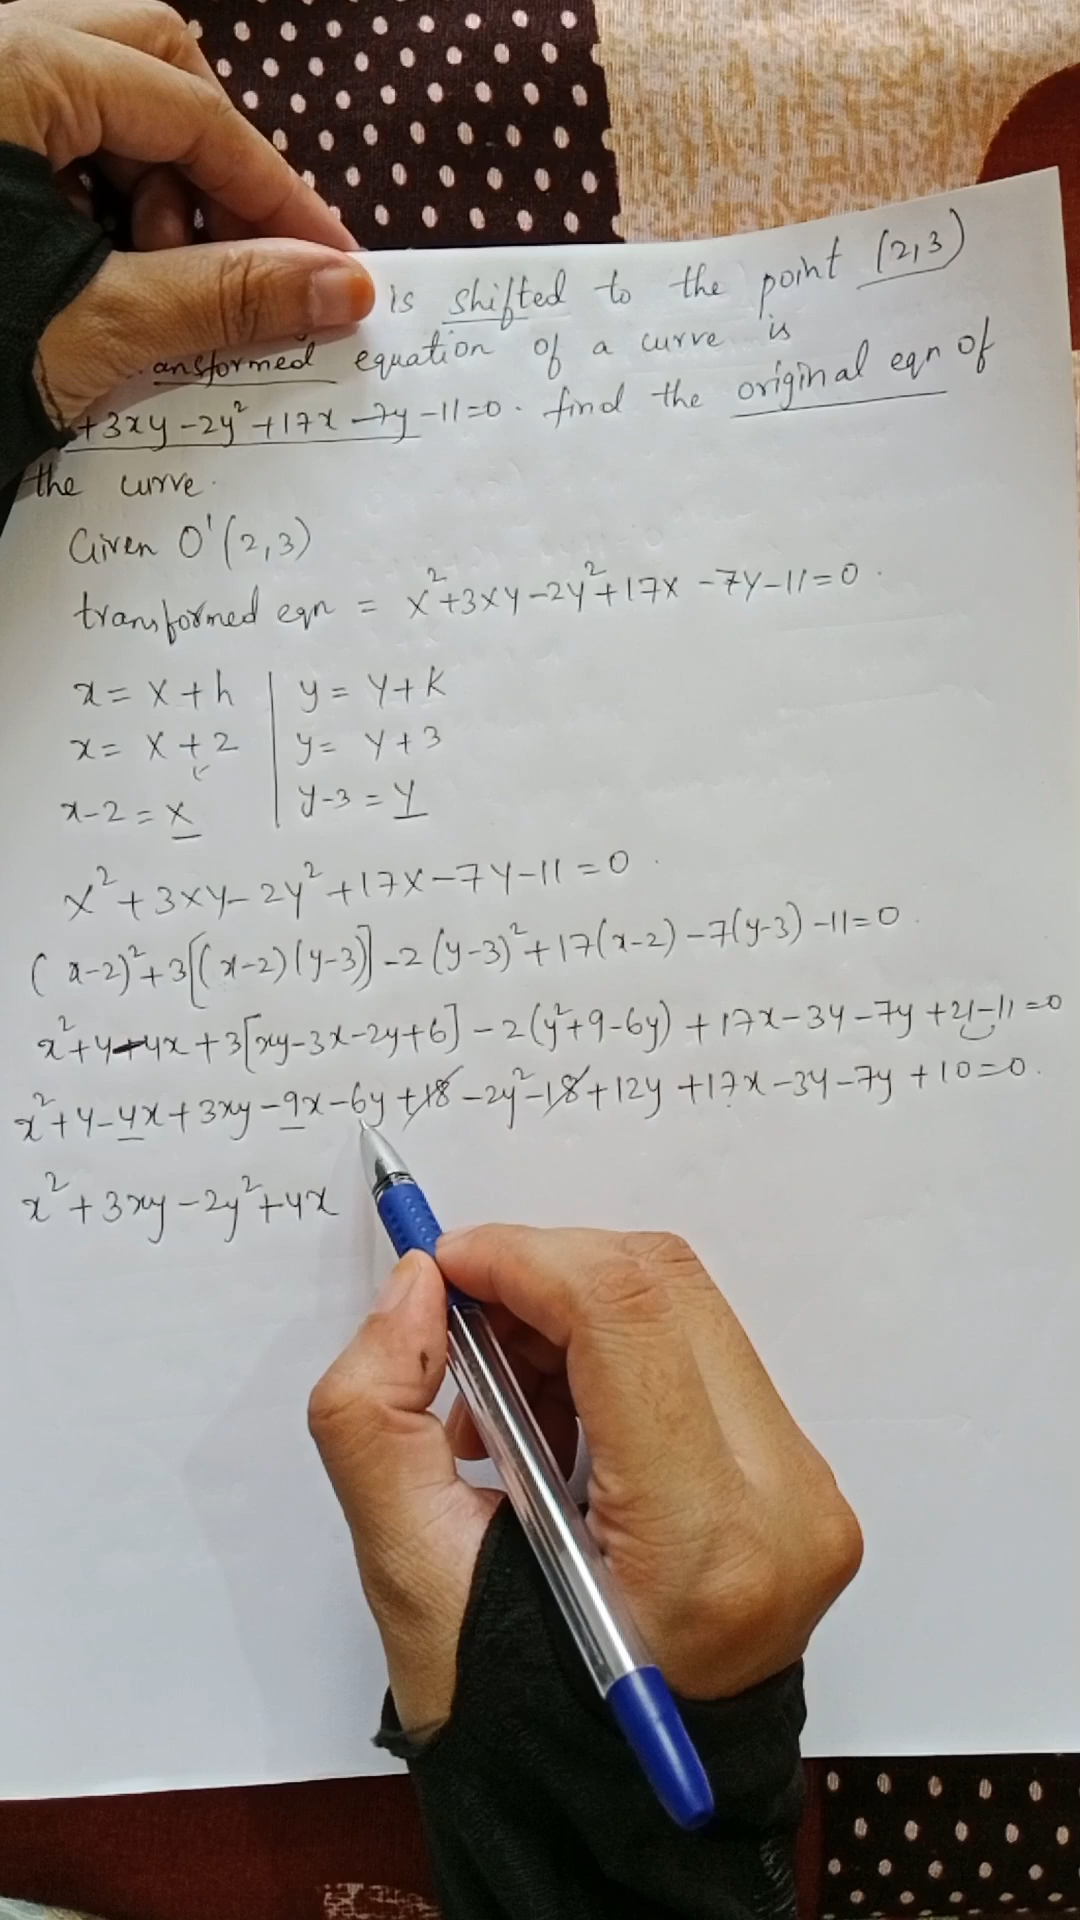 is shifted to the point (2,3)
ansformed equation of a curve is
+3xy-2y²+17x-7y-11=0. find the original eqn of
the curve.
Given O'(2,3)
transformed eqn = X²+3XY-2Y²+17X-7Y-11=0.
x = X+h | y = Y+K
x = X+2 | y = Y+3
x-2 = X | y-3 = Y
X²+3XY-2Y²+17X-7Y-11=0.
(x-2)²+3[(x-2)(y-3)]-2(y-3)²+17(x-2)-7(y-3)-11=0.
x²+4-4x+3[xy-3x-2y+6]-2(y²+9-6y)+17x-34-7y+21-11=0
x²+4-4x+3xy-9x-6y+18-2y²-18+12y+17x-34-7y+10=0.
x²+3xy-2y²+4x